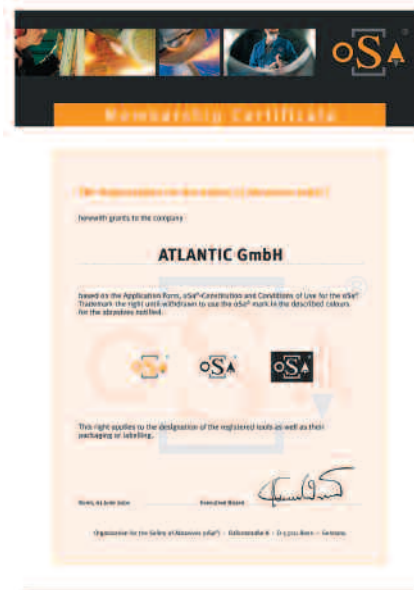 oSa
Membership Certificate
herewith grants to the company
ATLANTIC GmbH
based on the Application Form, oSa®-Constitution and Conditions of Use for the oSa®
Trademark the right until withdrawn to use the oSa® mark in the described colours
for the abrasives notified.
oSa oSa oSa
This right applies to the designation of the registered tools as well as their
packaging or labelling.
Executive Board
Organisation for the Safety of Abrasives (oSa®)